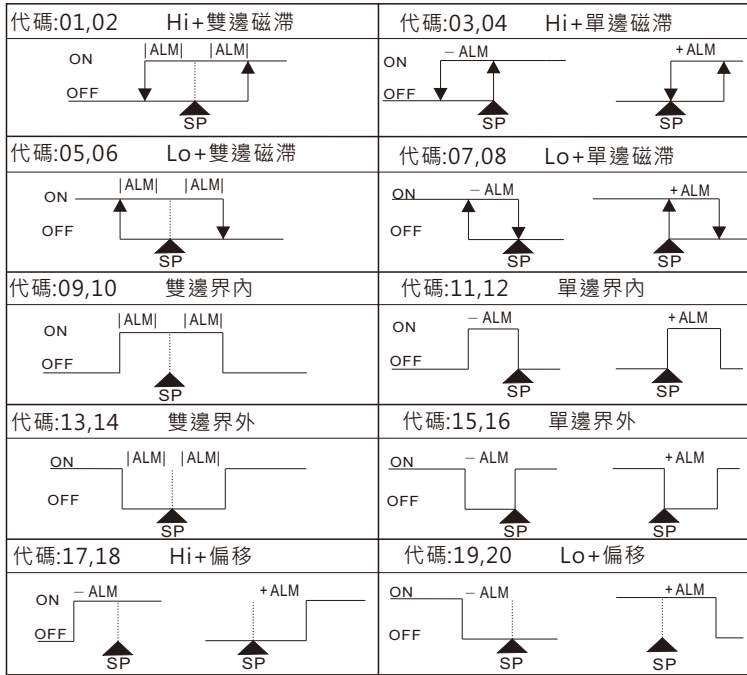 代碼:01,02 Hi+雙邊磁滯
|ALM| |ALM|
ON
OFF
SP
代碼:03,04 Hi+單邊磁滯
－ALM +ALM
ON
OFF
SP SP
代碼:05,06 Lo+雙邊磁滯
|ALM| |ALM|
ON
OFF
SP
代碼:07,08 Lo+單邊磁滯
－ALM +ALM
ON
OFF
SP SP
代碼:09,10 雙邊界內
|ALM| |ALM|
ON
OFF
SP
代碼:11,12 單邊界內
－ALM +ALM
ON
OFF
SP SP
代碼:13,14 雙邊界外
|ALM| |ALM|
ON
OFF
SP
代碼:15,16 單邊界外
－ALM +ALM
ON
OFF
SP SP
代碼:17,18 Hi+偏移
－ALM +ALM
ON
OFF
SP SP
代碼:19,20 Lo+偏移
－ALM +ALM
ON
OFF
SP SP